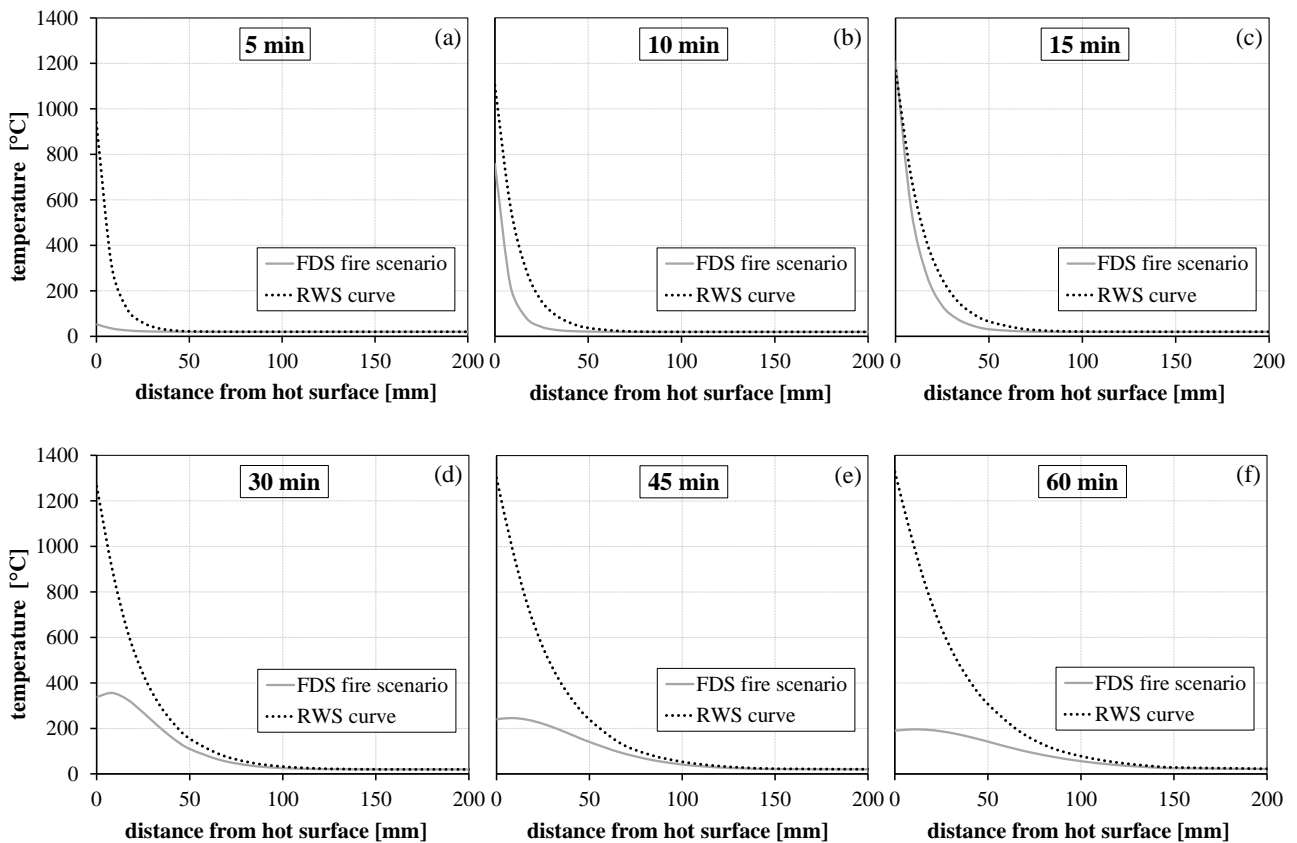 1400
1200
1000
800
600
400
200
0
temperature [°C]
5 min
(a)
FDS fire scenario
RWS curve
0 50 100 150 200
distance from hot surface [mm]
10 min
(b)
FDS fire scenario
RWS curve
0 50 100 150 200
distance from hot surface [mm]
15 min
(c)
FDS fire scenario
RWS curve
0 50 100 150 200
distance from hot surface [mm]
1400
1200
1000
800
600
400
200
0
temperature [°C]
30 min
(d)
FDS fire scenario
RWS curve
0 50 100 150 200
distance from hot surface [mm]
45 min
(e)
FDS fire scenario
RWS curve
0 50 100 150 200
distance from hot surface [mm]
60 min
(f)
FDS fire scenario
RWS curve
0 50 100 150 200
distance from hot surface [mm]